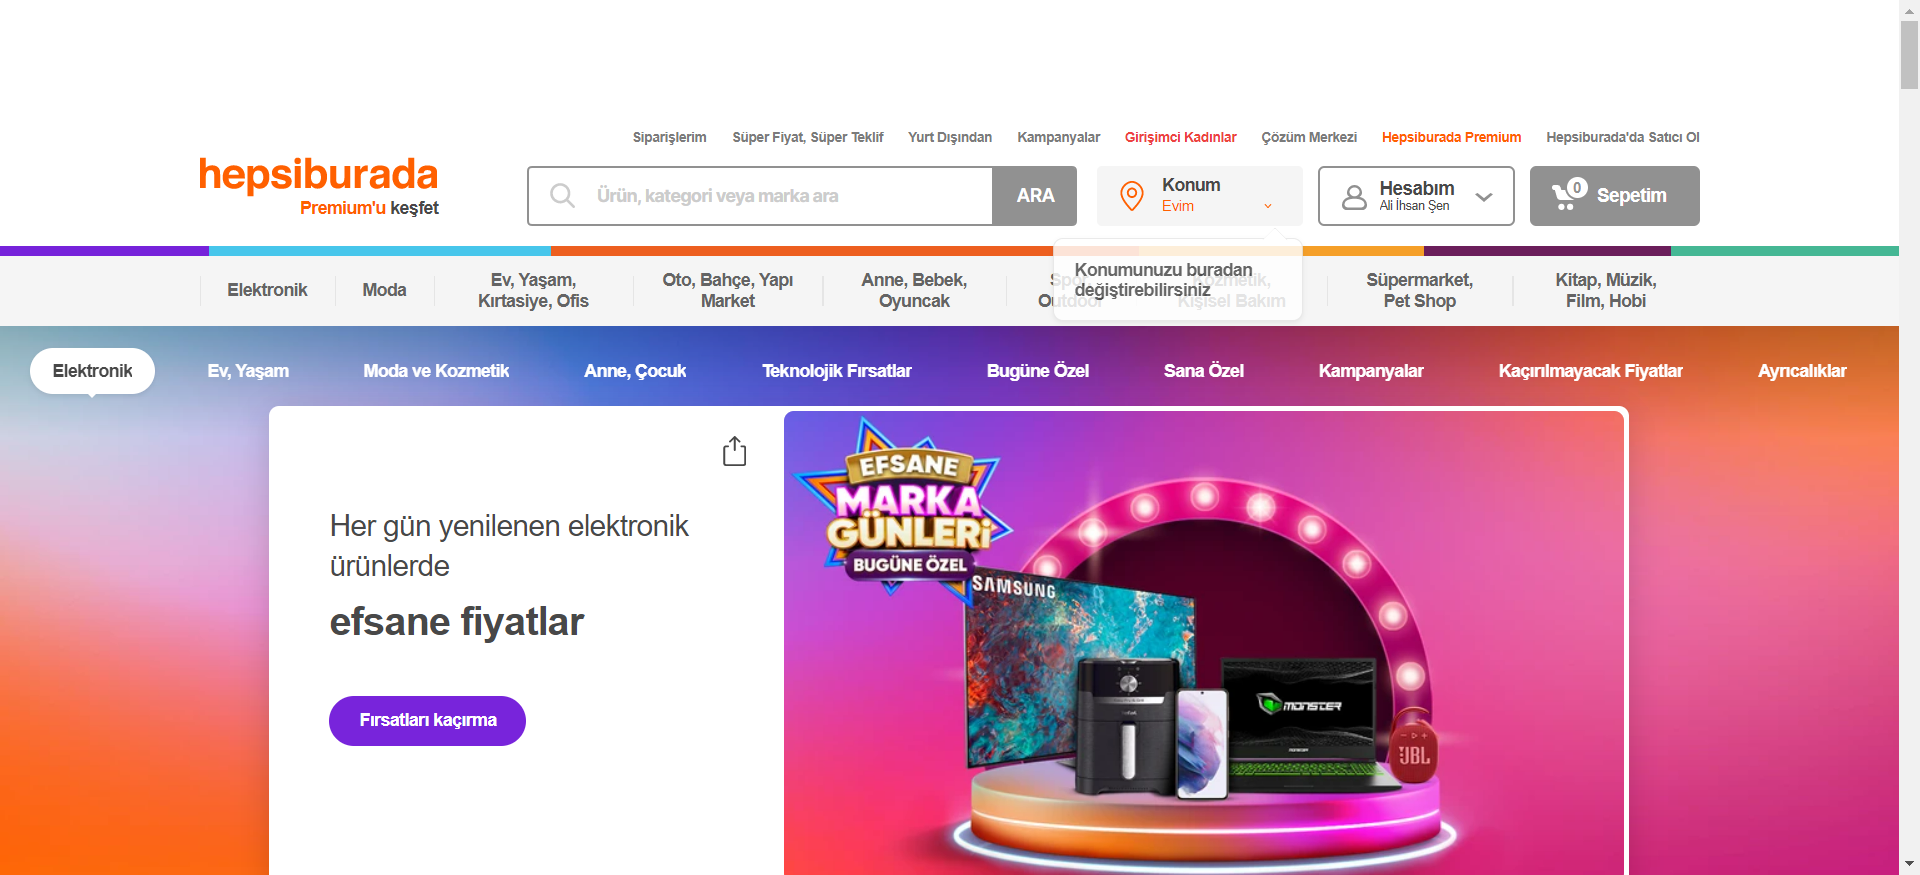 Siparişlerim Süper Fiyat, Süper Teklif Yurt Dışından Kampanyalar Girişimci Kadınlar Çözüm Merkezi Hepsiburada Premium Hepsiburada'da Satıcı Ol
hepsiburada
Premium'u keşfet
Ürün, kategori veya marka ara
ARA
Konum
Evim
Hesabım
Ali İhsan Şen
0
Sepetim
Konumunuzu buradan
değiştirebilirsiniz
Elektronik
Moda
Ev, Yaşam,
Kırtasiye, Ofis
Oto, Bahçe, Yapı
Market
Anne, Bebek,
Oyuncak
Spor,
Outdoor
Kozmetik,
Kişisel Bakım
Süpermarket,
Pet Shop
Kitap, Müzik,
Film, Hobi
Elektronik Ev, Yaşam Moda ve Kozmetik Anne, Çocuk Teknolojik Fırsatlar Bugüne Özel Sana Özel Kampanyalar Kaçırılmayacak Fiyatlar Ayrıcalıklar
Her gün yenilenen elektronik
ürünlerde
efsane fiyatlar
Fırsatları kaçırma
EFSANE
MARKA
GÜNLERİ
BUGÜNE ÖZEL
SAMSUNG
MONSTER
JBL